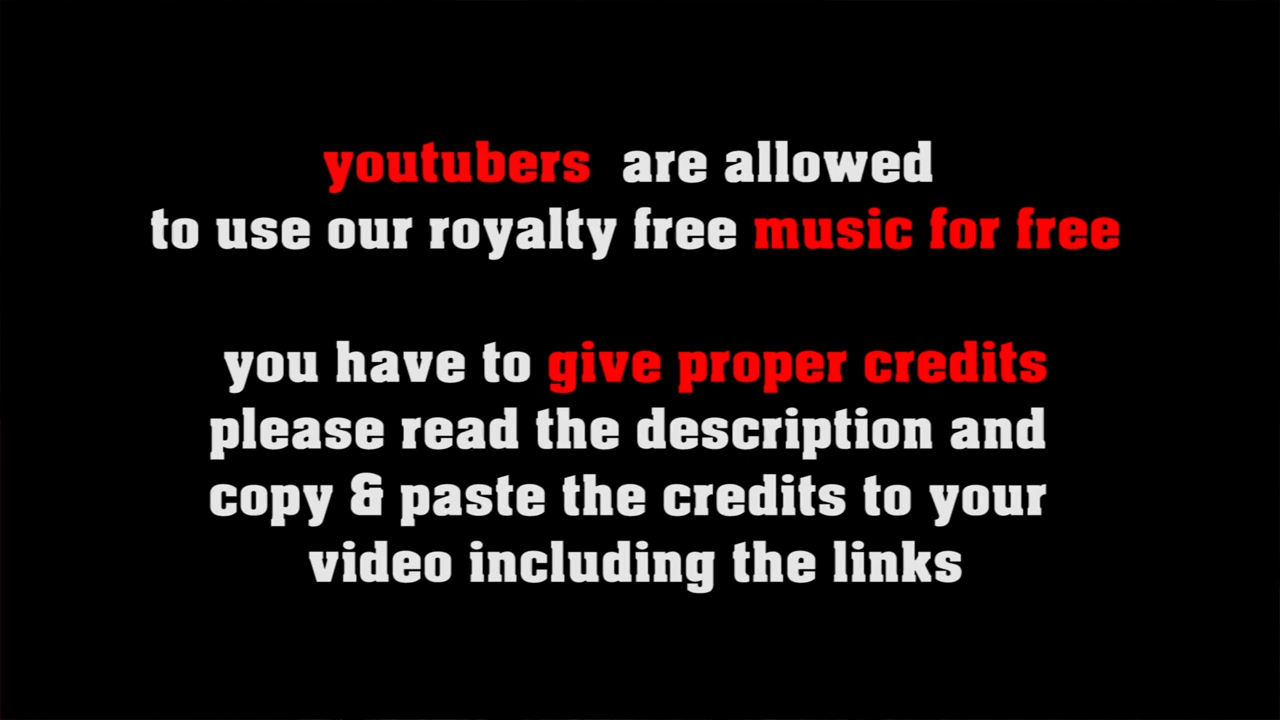 youtubers are allowed
to use our royalty free music for free
you have to give proper credits
please read the description and
copy & paste the credits to your
video including the links